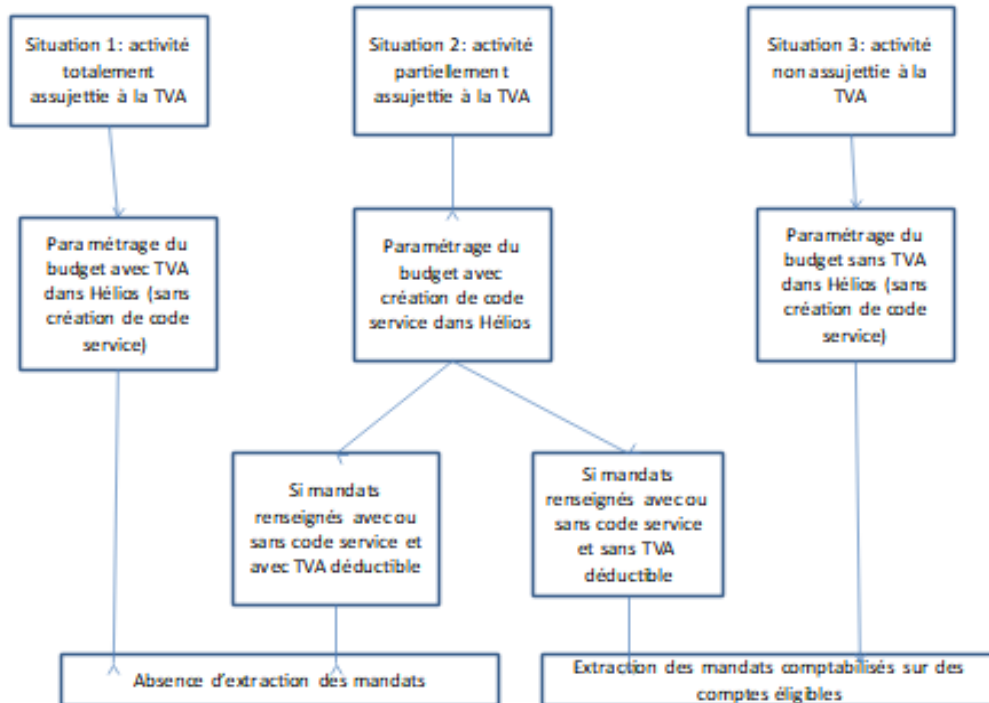 Situation 1: activité
totalement
assujettie à la TVA
Situation 2: activité
partiellement
assujettie à la TVA
Situation 3: activité
non assujettie à la
TVA
Paramétrage du
budget avec TVA
dans Hélios (sans
création de code
service)
Paramétrage du
budget avec
création de code
service dans Hélios
Paramétrage du
budget sans TVA
dans Hélios (sans
création de code
service)
Si mandats
renseignés avec ou
sans code service et
avec TVA déductible
Si mandats
renseignés avec ou
sans code service
et sans TVA
déductible
Absence d'extraction des mandats
Extraction des mandats comptabilisés sur des
comptes éligibles